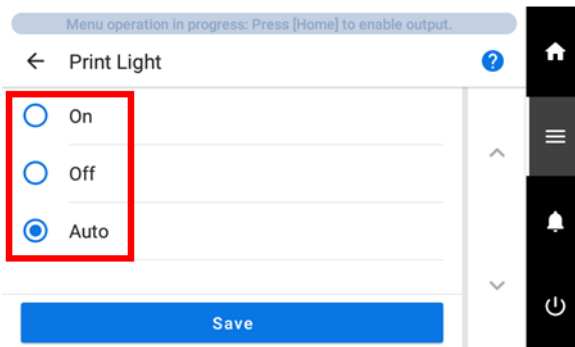 Menu operation in progress: Press [Home] to enable output.
Print Light
?
On
Off
Auto
Save